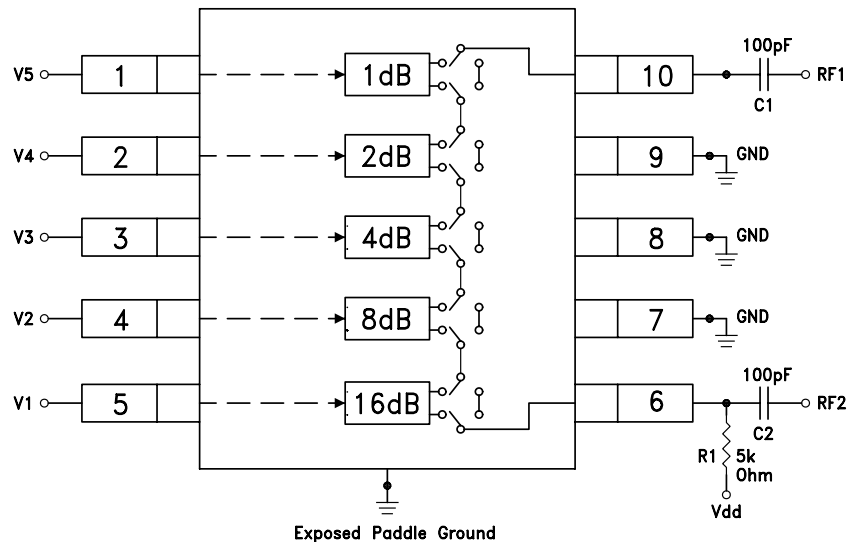 100pF
V5 1 1dB 10 RF1
C1
V4 2 2dB 9 GND
V3 3 4dB 8 GND
V2 4 8dB 7 GND
100pF
V1 5 16dB 6 RF2
C2
R1 5k
Ohm
Vdd
Exposed Paddle Ground